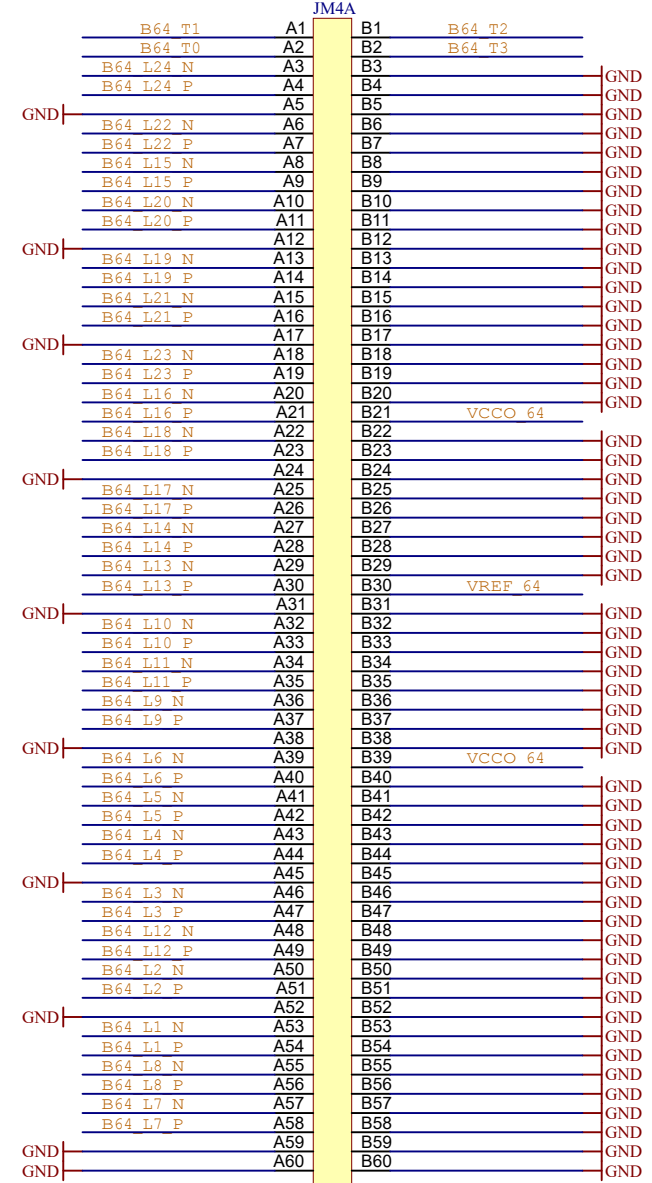 JM4A
B64_T1 A1 B1 B64_T2
B64_T0 A2 B2 B64_T3
B64_L24_N A3 B3 GND
B64_L24_P A4 B4 GND
GND A5 B5 GND
B64_L22_N A6 B6 GND
B64_L22_P A7 B7 GND
B64_L15_N A8 B8 GND
B64_L15_P A9 B9 GND
B64_L20_N A10 B10 GND
B64_L20_P A11 B11 GND
GND A12 B12 GND
B64_L19_N A13 B13 GND
B64_L19_P A14 B14 GND
B64_L21_N A15 B15 GND
B64_L21_P A16 B16 GND
GND A17 B17 GND
B64_L23_N A18 B18 GND
B64_L23_P A19 B19 GND
B64_L16_N A20 B20 GND
B64_L16_P A21 B21 VCCO_64
B64_L18_N A22 B22 GND
B64_L18_P A23 B23 GND
GND A24 B24 GND
B64_L17_N A25 B25 GND
B64_L17_P A26 B26 GND
B64_L14_N A27 B27 GND
B64_L14_P A28 B28 GND
B64_L13_N A29 B29 GND
B64_L13_P A30 B30 VREF_64
GND A31 B31 GND
B64_L10_N A32 B32 GND
B64_L10_P A33 B33 GND
B64_L11_N A34 B34 GND
B64_L11_P A35 B35 GND
B64_L9_N A36 B36 GND
B64_L9_P A37 B37 GND
GND A38 B38 GND
B64_L6_N A39 B39 VCCO_64
B64_L6_P A40 B40 GND
B64_L5_N A41 B41 GND
B64_L5_P A42 B42 GND
B64_L4_N A43 B43 GND
B64_L4_P A44 B44 GND
GND A45 B45 GND
B64_L3_N A46 B46 GND
B64_L3_P A47 B47 GND
B64_L12_N A48 B48 GND
B64_L12_P A49 B49 GND
B64_L2_N A50 B50 GND
B64_L2_P A51 B51 GND
GND A52 B52 GND
B64_L1_N A53 B53 GND
B64_L1_P A54 B54 GND
B64_L8_N A55 B55 GND
B64_L8_P A56 B56 GND
B64_L7_N A57 B57 GND
B64_L7_P A58 B58 GND
GND A59 B59 GND
GND A60 B60 GND